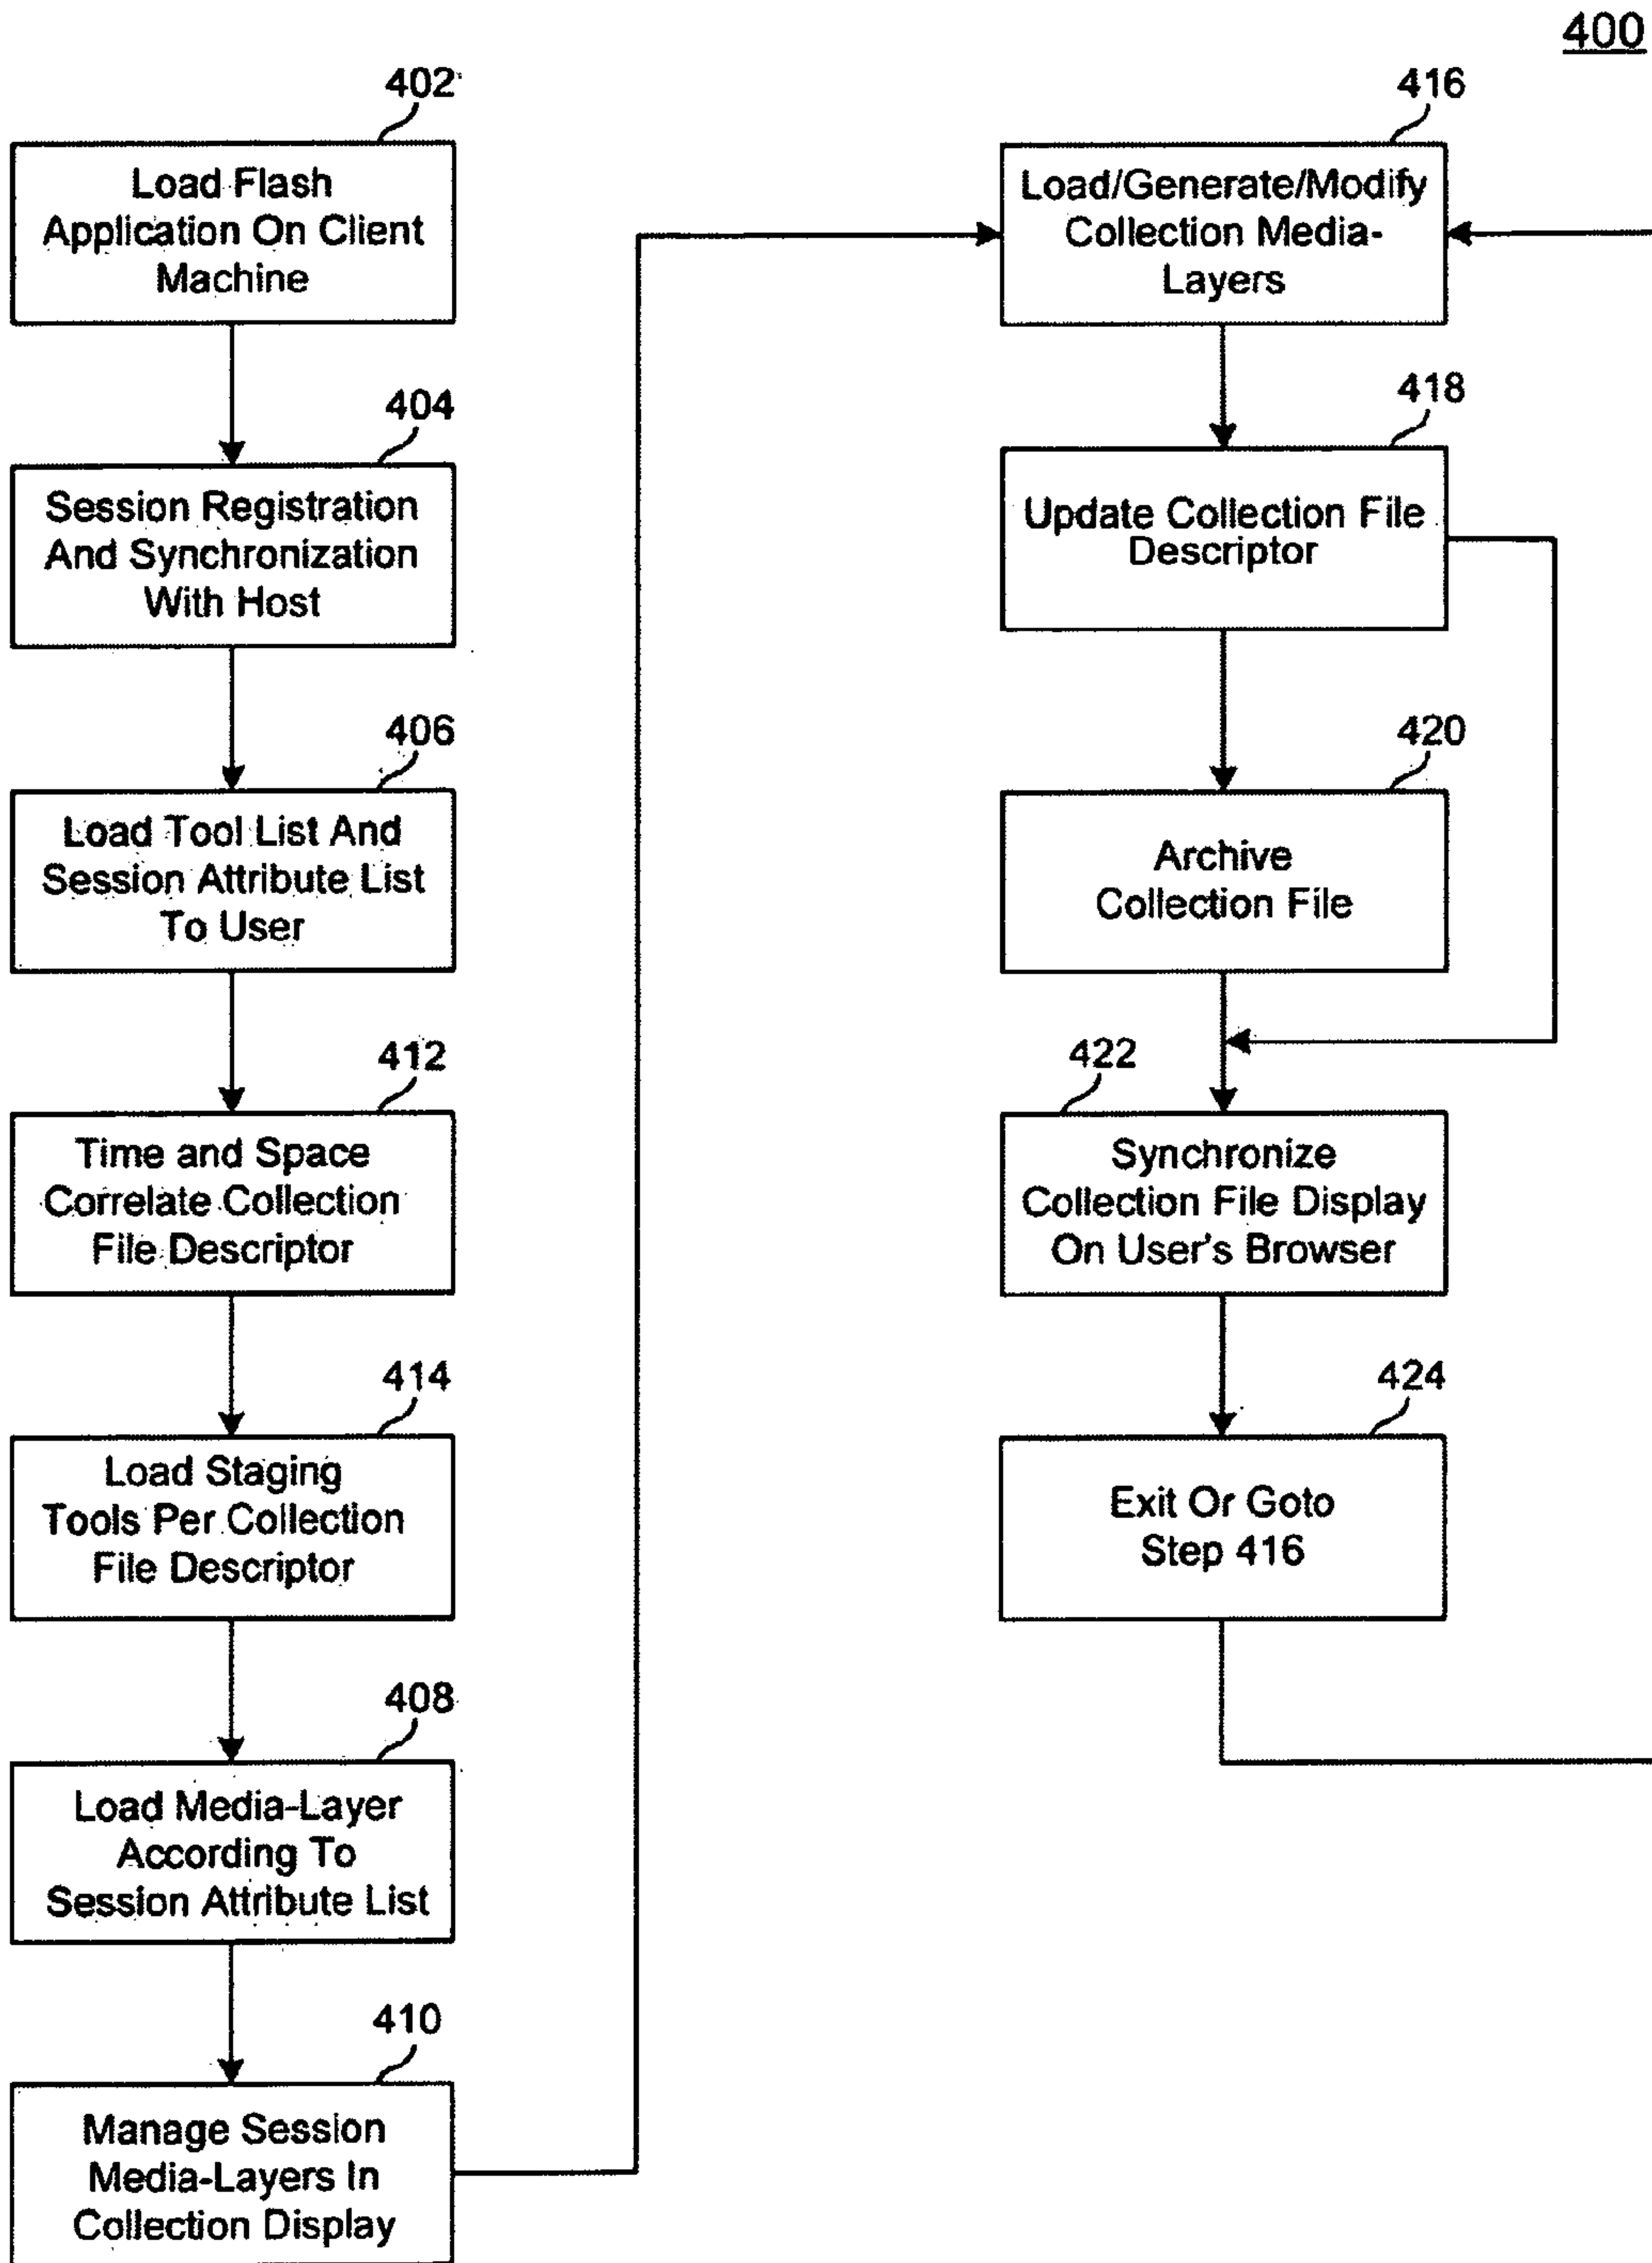 400
402
Load Flash
Application On Client
Machine
404
Session Registration
And Synchronization
With Host
406
Load Tool List And
Session Attribute List
To User
412
Time and Space
Correlate Collection
File Descriptor
414
Load Staging
Tools Per Collection
File Descriptor
408
Load Media-Layer
According To
Session Attribute List
410
Manage Session
Media-Layers In
Collection Display
416
Load/Generate/Modify
Collection Media-
Layers
418
Update Collection File
Descriptor
420
Archive
Collection File
422
Synchronize
Collection File Display
On User's Browser
424
Exit Or Goto
Step 416